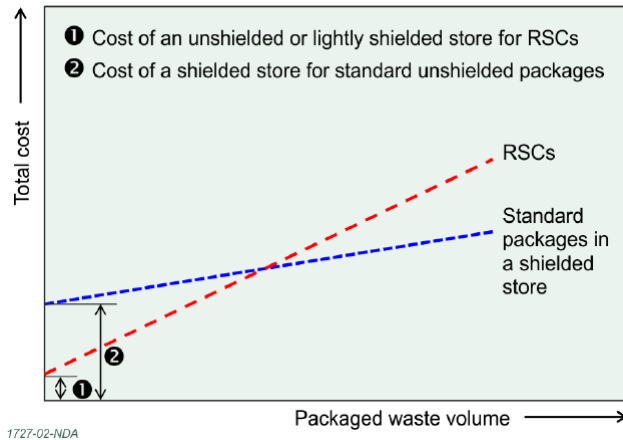 ❶ Cost of an unshielded or lightly shielded store for RSCs
❷ Cost of a shielded store for standard unshielded packages
Total cost
RSCs
Standard
packages in
a shielded
store
❷
❶
Packaged waste volume
1727-02-NDA